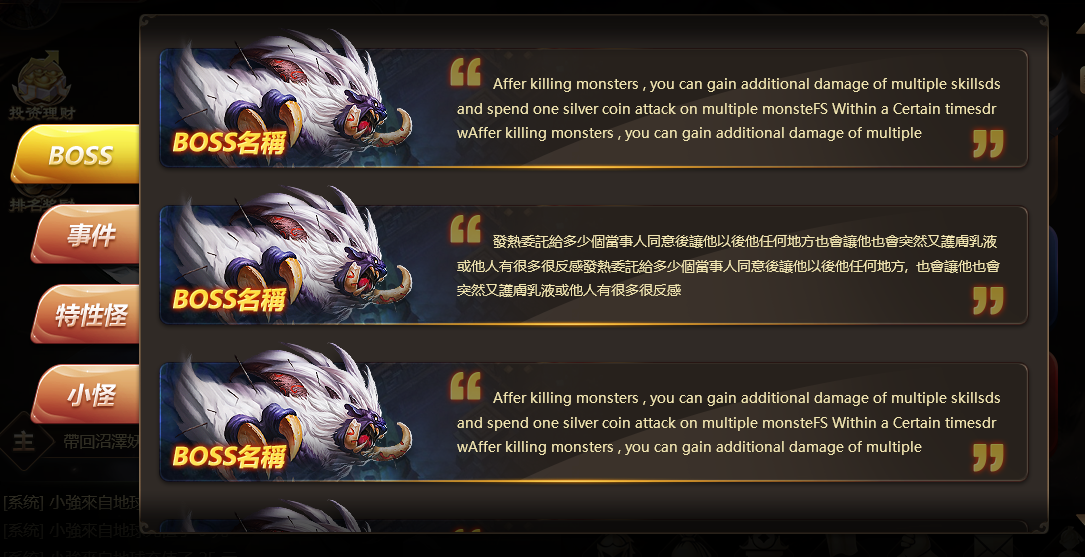 投资理财
BOSS
排名奖励
事件
特性怪
小怪
主
帶回沼澤妖
[系统] 小強來自地球
[系统] 小強來自地
BOSS名稱
Affer killing monsters , you can gain additional damage of multiple skillsds
and spend one silver coin attack on multiple monsteFS Within a Certain timesdr
wAffer killing monsters , you can gain additional damage of multiple
BOSS名稱
發熱委託給多少個當事人同意後讓他以後他任何地方也會讓他也會突然又護膚乳液
或他人有很多很反感發熱委託給多少個當事人同意後讓他以後他任何地方，也會讓他也會
突然又護膚乳液或他人有很多很反感
BOSS名稱
Affer killing monsters , you can gain additional damage of multiple skillsds
and spend one silver coin attack on multiple monsteFS Within a Certain timesdr
wAffer killing monsters , you can gain additional damage of multiple